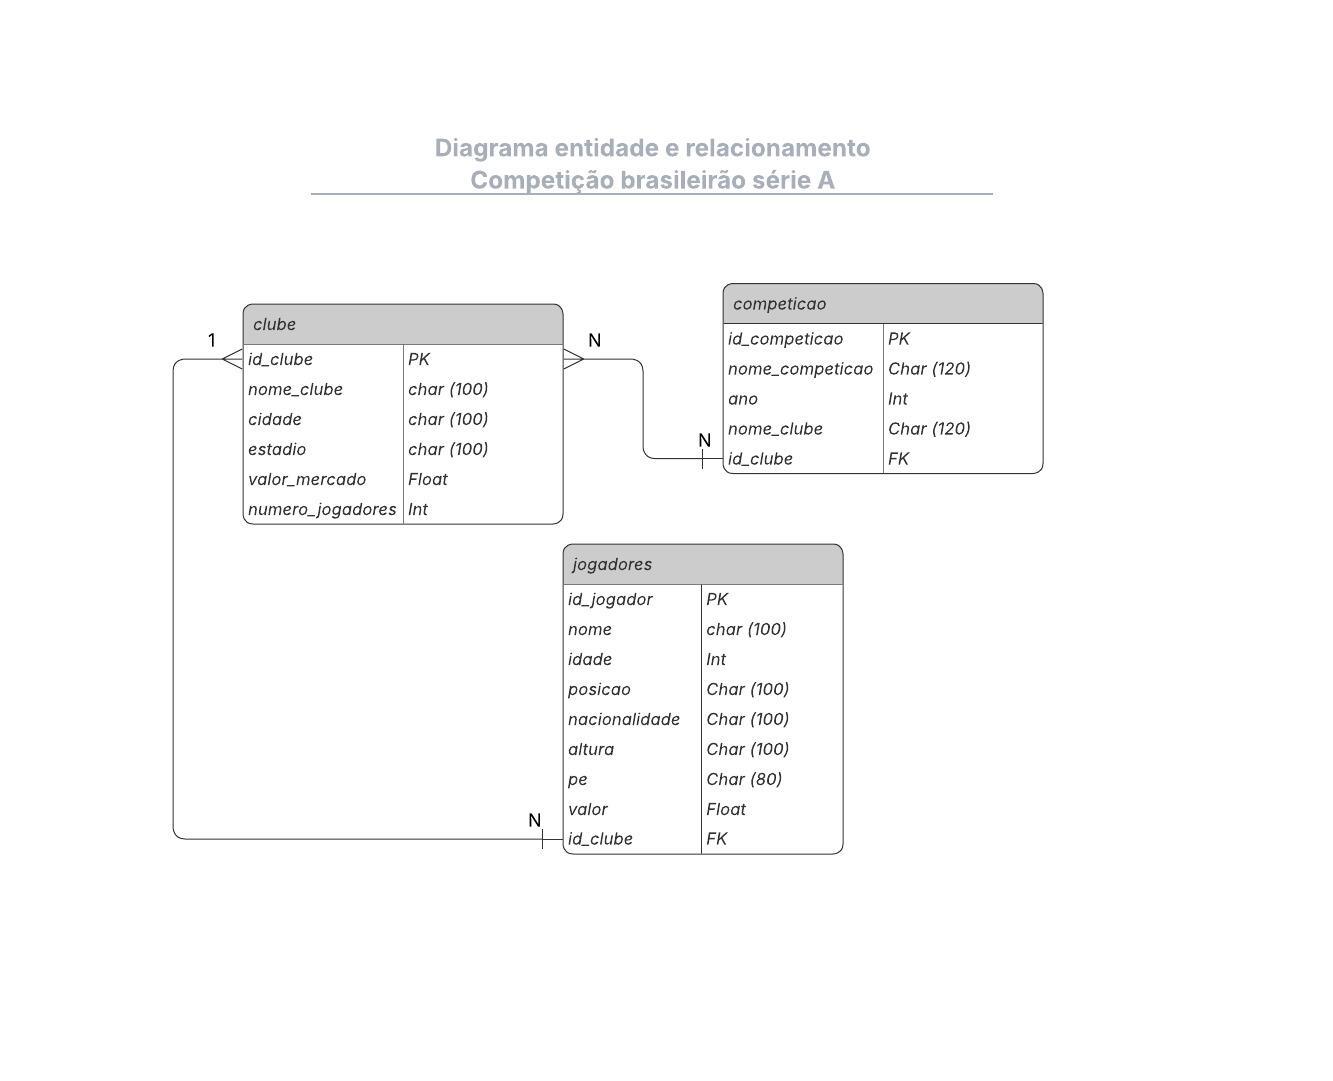 Diagrama entidade e relacionamento
Competição brasileirão série A
clube
1
N
id_clube PK
nome_clube char (100)
cidade char (100)
estadio char (100)
valor_mercado Float
numero_jogadores Int
competicao
id_competicao PK
nome_competicao Char (120)
ano Int
nome_clube Char (120)
N
id_clube FK
jogadores
id_jogador PK
nome char (100)
idade Int
posicao Char (100)
nacionalidade Char (100)
altura Char (100)
pe Char (80)
valor Float
N
id_clube FK